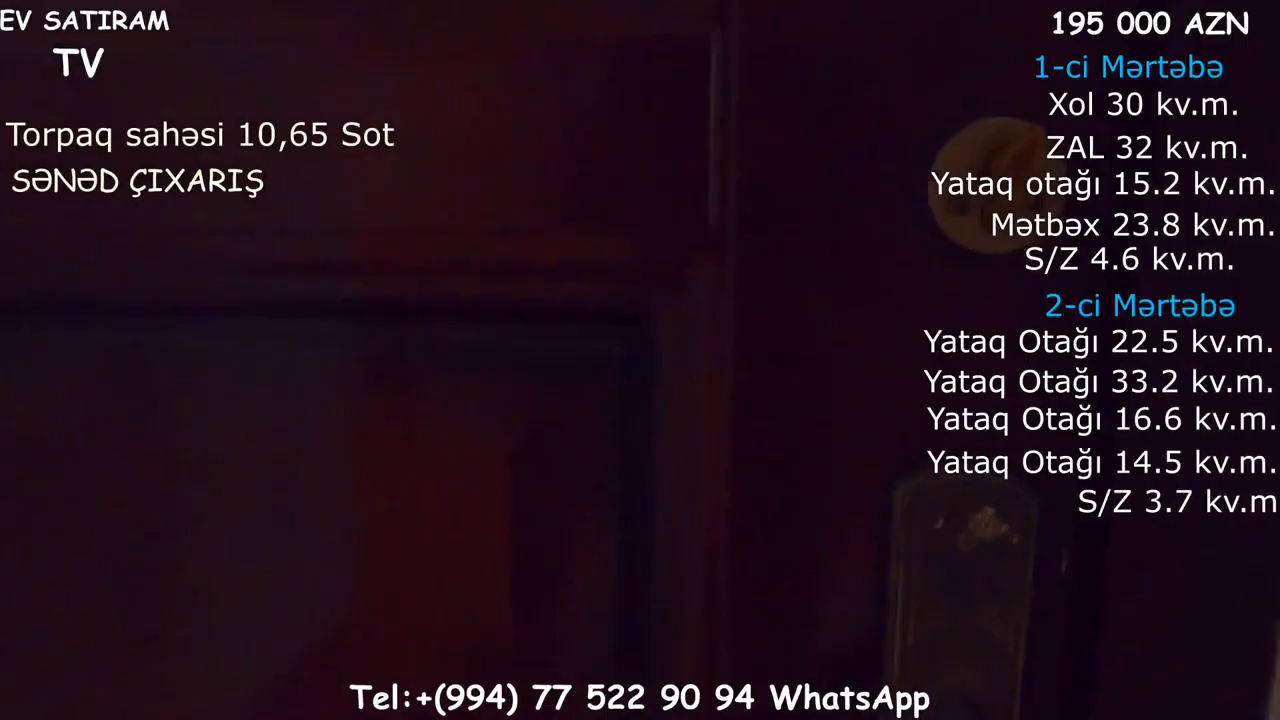 EV SATIRAM
TV
Torpaq sahəsi 10,65 Sot
SƏNƏD ÇIXARIŞ
195 000 AZN
1-ci Mərtəbə
Xol 30 kv.m.
ZAL 32 kv.m.
Yataq otağı 15.2 kv.m.
Mətbəx 23.8 kv.m.
S/Z 4.6 kv.m.
2-ci Mərtəbə
Yataq Otağı 22.5 kv.m.
Yataq Otağı 33.2 kv.m.
Yataq Otağı 16.6 kv.m.
Yataq Otağı 14.5 kv.m.
S/Z 3.7 kv.m
Tel:+(994) 77 522 90 94 WhatsApp